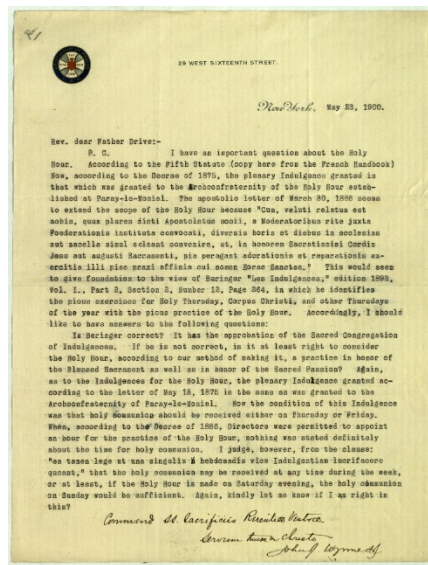 29 WEST SIXTEENTH STREET.
New York. May 23, 1900.
Rev. dear Father Drive:-
P. C. I have an important question about the Holy
Hour. According to the Fifth Statute (copy here from the French Handbook)
Now, according to the Decree of 1875, the plenary Indulgence granted is
that which was granted to the Archconfraternity of the Holy Hour estab-
lished at Paray-le-Monial. The apostolic letter of March 30, 1886 seems
to extend the scope of the Holy Hour because "Cum, veluti relatus est
nobis, quam plures dicti Apostolatus socii, a Moderatoribus rite juxta
Foederationis instituta convocati, diversis horis et diebus in ecclesias
aut sacella simul soleant convenire, et, in honorem Sacratissimi Cordis
Jesu aut augusti Sacramenti, pia peragant adorationis et reparationis ex-
ercitia illi piae praxi affinia cui nomen Horae Sanctae." This would seem
to give foundation to the view of Beringer "Les Indulgences," edition 1893,
Vol. I., Part 2, Section 2, Number 12, Page 364, in which he identifies
the pious exercises for Holy Thursday, Corpus Christi, and other Thursdays
of the year with the pious practice of the Holy Hour. Accordingly, I should
like to have answers to the following questions:
Is Beringer correct? It has the approbation of the Sacred Congregation
of Indulgences. If he is not correct, is it at least right to consider
the Holy Hour, according to our method of making it, a practice in honor of
the Blessed Sacrament as well as in honor of the Sacred Passion? Again,
as to the Indulgences for the Holy Hour, the plenary Indulgence granted ac-
cording to the letter of May 18, 1875 is the same as was granted to the
Archconfraternity of Paray-le-Monial. Now the condition of this Indulgence
was that holy communion should be received either on Thursday or Friday.
When, according to the Decree of 1886, Directors were permitted to appoint
an hour for the practice of the Holy Hour, nothing was stated definitely
about the time for holy communion. I judge, however, from the clause:
"ea tamen lege ut una singulis hebdomadis vice Indulgentiam lucrifacere
queant," that the holy communion may be received at any time during the week,
or at least, if the Holy Hour is made on Saturday evening, the holy communion
on Sunday would be sufficient. Again, kindly let me know if I am right in
this?
Commend SS. Sacrificiis Reverentiae Vestrae
Servum in Christo
John J. Wynne S.J.